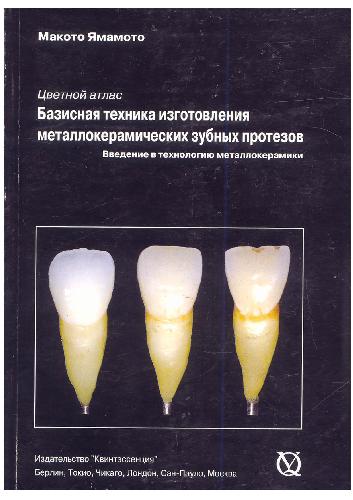 Макото Ямамото
Цветной атлас
Базисная техника изготовления
металлокерамических зубных протезов
Введение в технологию металлокерамики
Издательство "Квинтэссенция"
Берлин, Токио, Чикаго, Лондон, Сан-Пауло, Москва